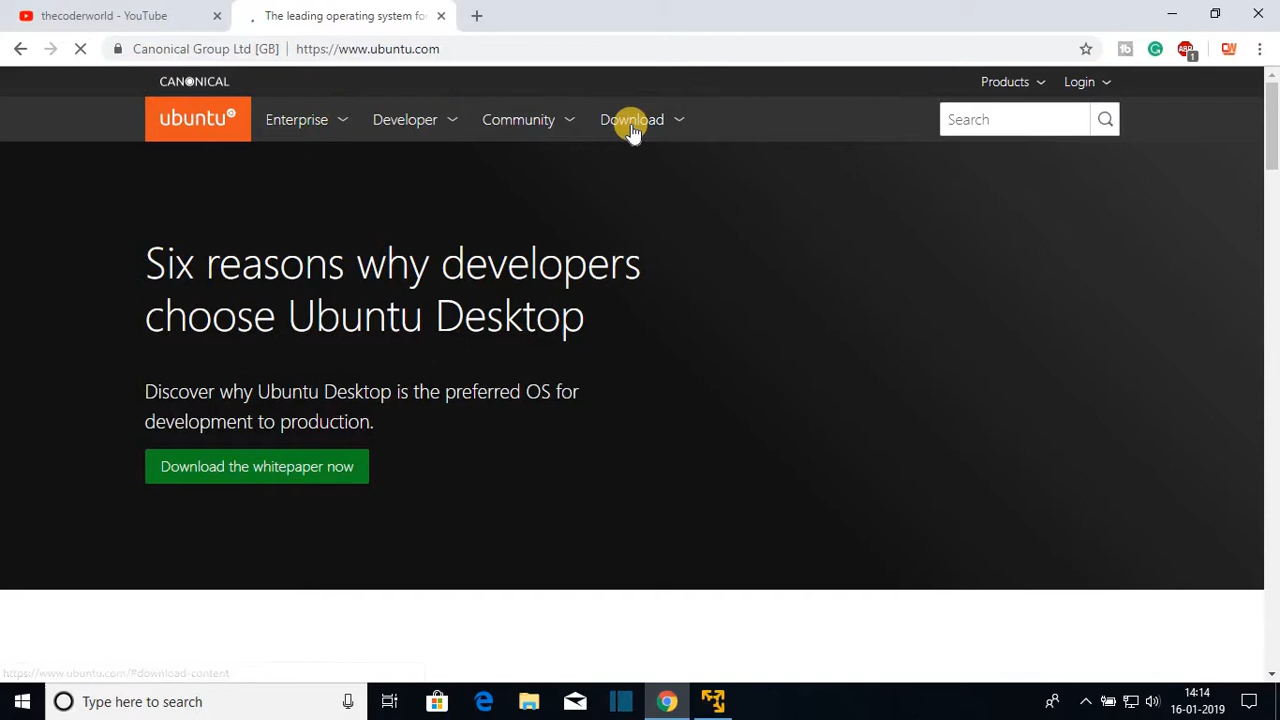 thecoderworld - YouTube
The leading operating system for
Canonical Group Ltd [GB]
https://www.ubuntu.com
1
CANONICAL
Products
Login
ubuntu
Enterprise
Developer
Community
Download
Search
Six reasons why developers
choose Ubuntu Desktop
Discover why Ubuntu Desktop is the preferred OS for
development to production.
Download the whitepaper now
https://www.ubuntu.com/#download-content
Type here to search
14:14
16-01-2019